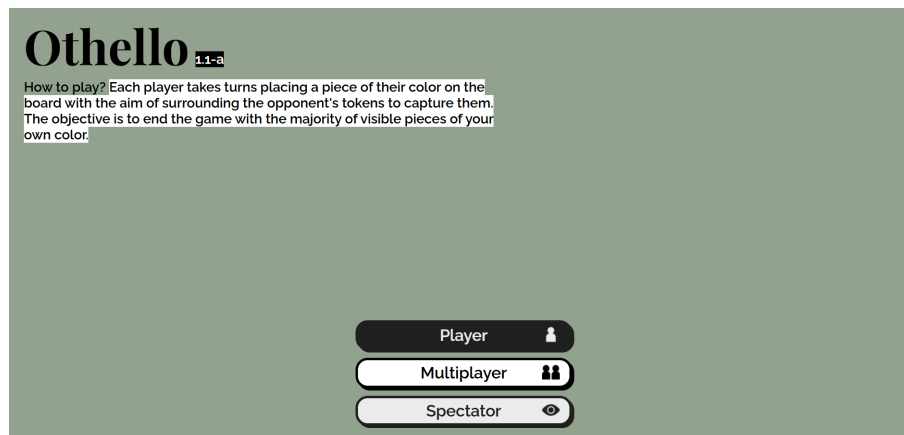 Othello 1.1-a
How to play? Each player takes turns placing a piece of their color on the
board with the aim of surrounding the opponent's tokens to capture them.
The objective is to end the game with the majority of visible pieces of your
own color.
Player
Multiplayer
Spectator